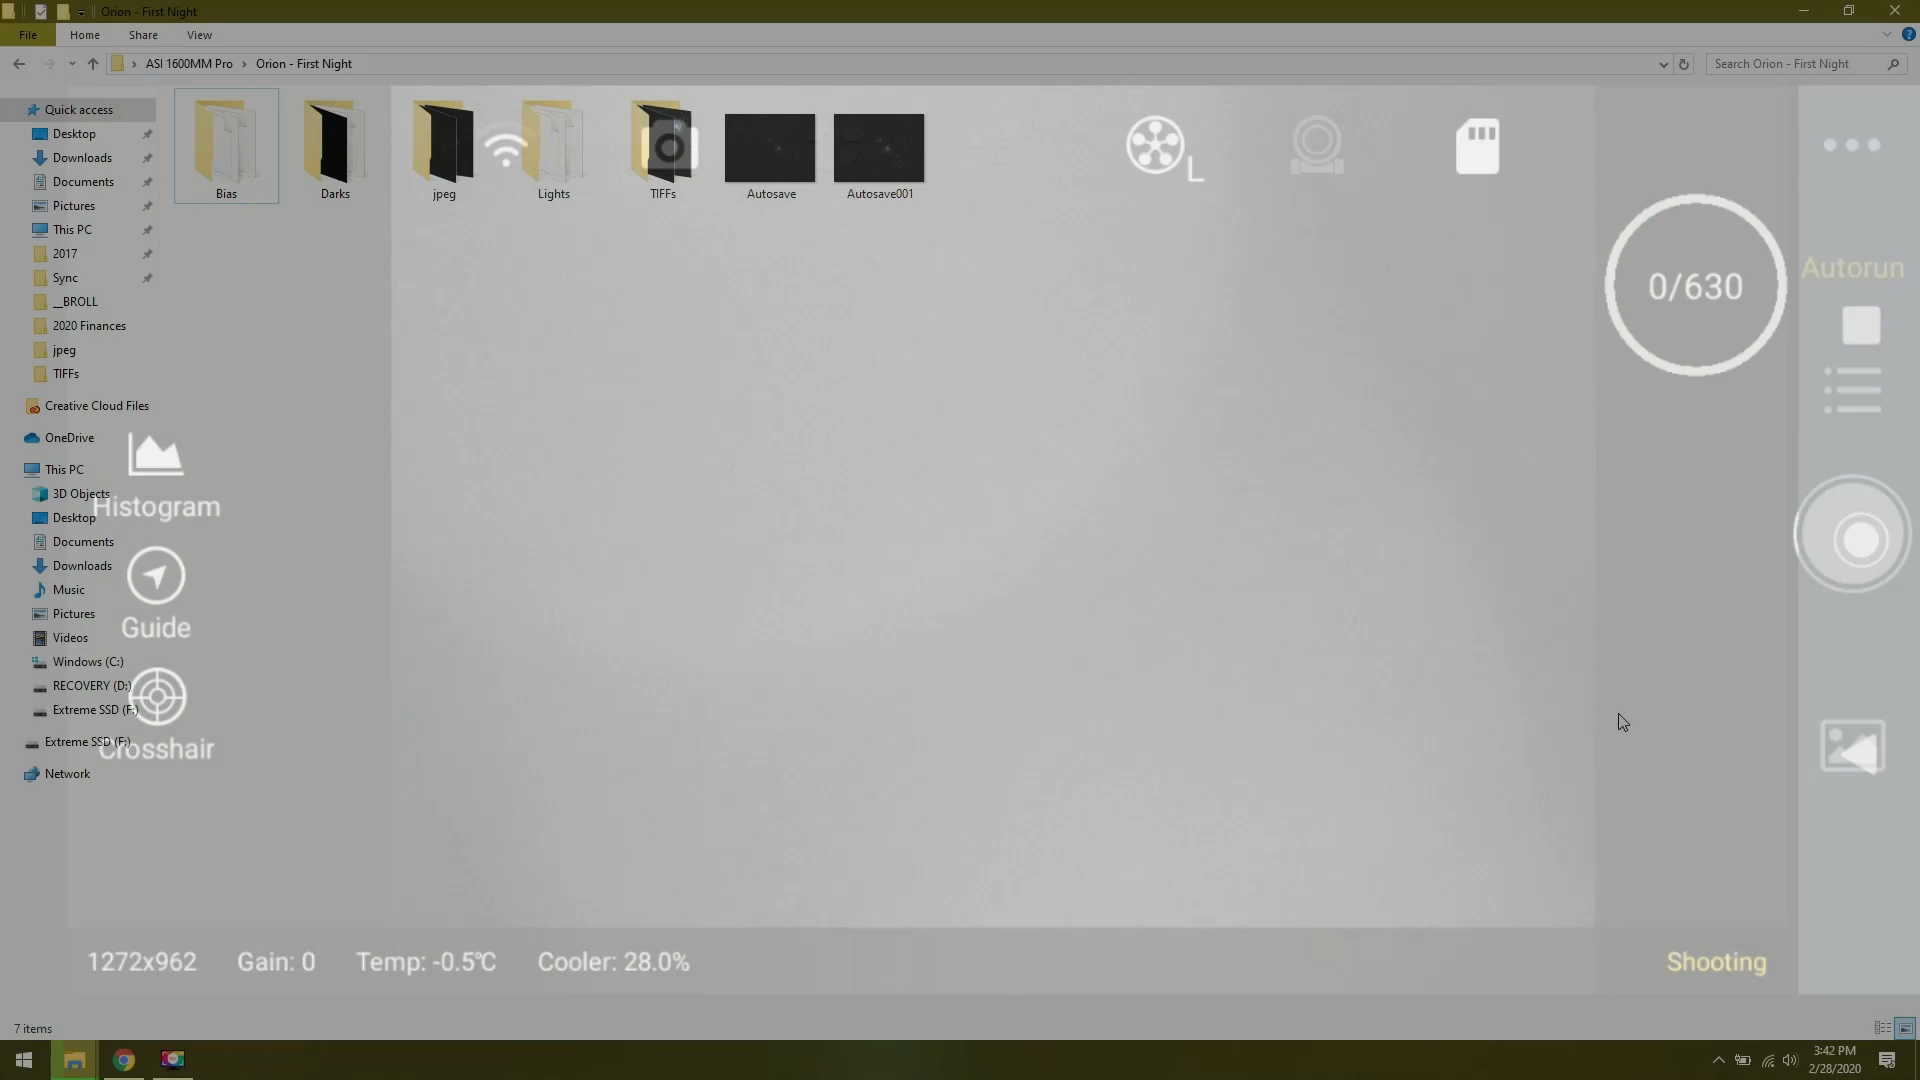 Orion - First Night
File Home Share View
ASI 1600MM Pro > Orion - First Night
Search Orion - First Night
Quick access
Desktop
Downloads
Documents
Pictures
This PC
2017
Sync
__BROLL
2020 Finances
jpeg
TIFFs
Creative Cloud Files
OneDrive
This PC
3D Objects
Desktop
Documents
Downloads
Music
Pictures
Videos
Windows (C:)
RECOVERY (D:)
Extreme SSD (F:)
Extreme SSD (F:)
Network
Bias Darks jpeg Lights TIFFs Autosave Autosave001
L
0/630
Autorun
Histogram
Guide
Crosshair
1272x962 Gain: 0 Temp: -0.5℃ Cooler: 28.0%
Shooting
7 items
3:42 PM
2/28/2020